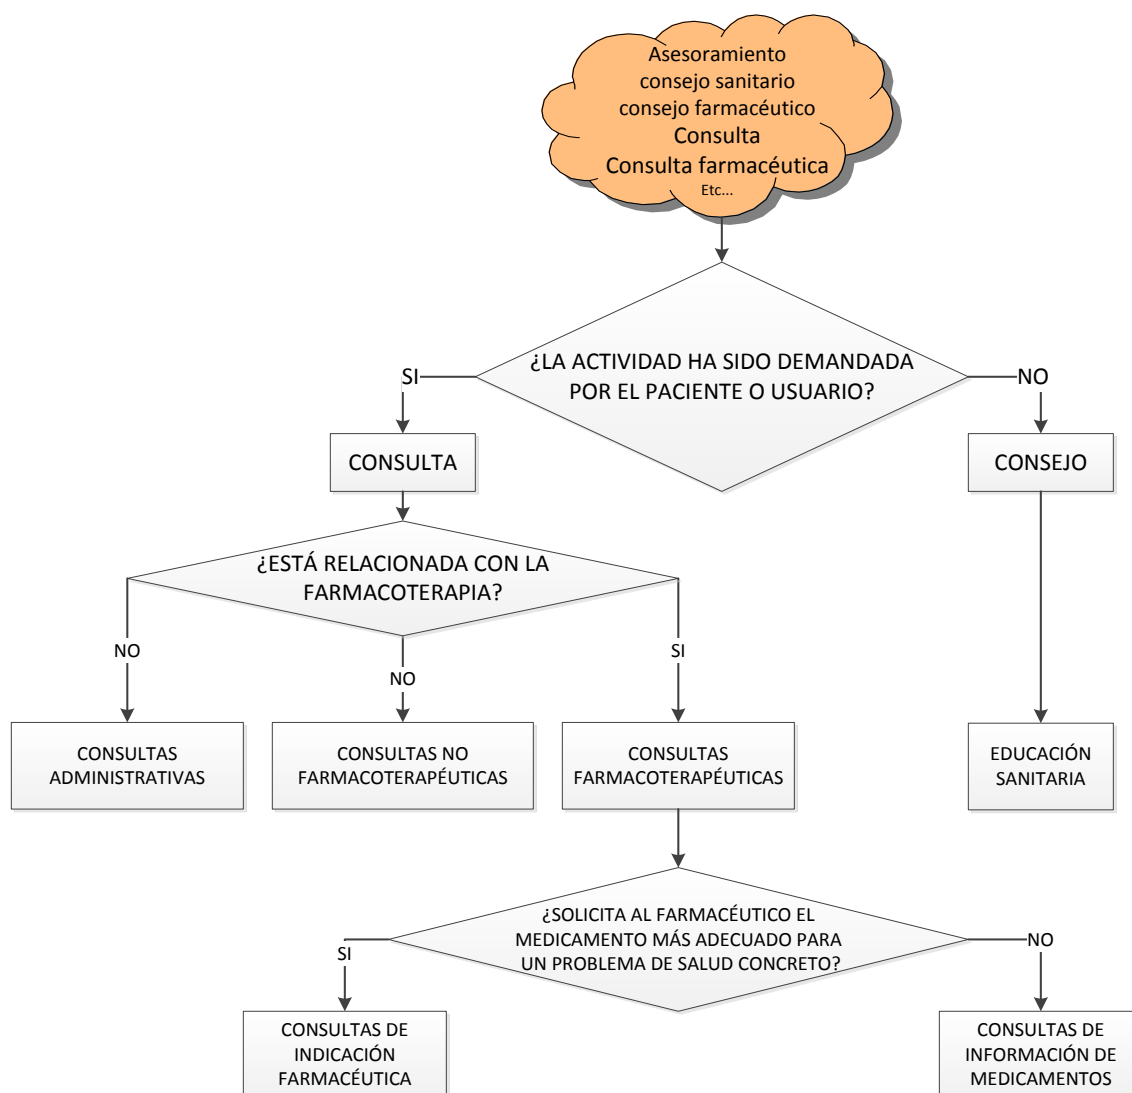 Asesoramiento
consejo sanitario
consejo farmacéutico
Consulta
Consulta farmacéutica
Etc...
¿LA ACTIVIDAD HA SIDO DEMANDADA
POR EL PACIENTE O USUARIO?
SI
NO
CONSULTA
CONSEJO
¿ESTÁ RELACIONADA CON LA
FARMACOTERAPIA?
NO
NO
SI
CONSULTAS
ADMINISTRATIVAS
CONSULTAS NO
FARMACOTERAPÉUTICAS
CONSULTAS
FARMACOTERAPÉUTICAS
EDUCACIÓN
SANITARIA
¿SOLICITA AL FARMACÉUTICO EL
MEDICAMENTO MÁS ADECUADO PARA
UN PROBLEMA DE SALUD CONCRETO?
SI
NO
CONSULTAS DE
INDICACIÓN
FARMACÉUTICA
CONSULTAS DE
INFORMACIÓN DE
MEDICAMENTOS